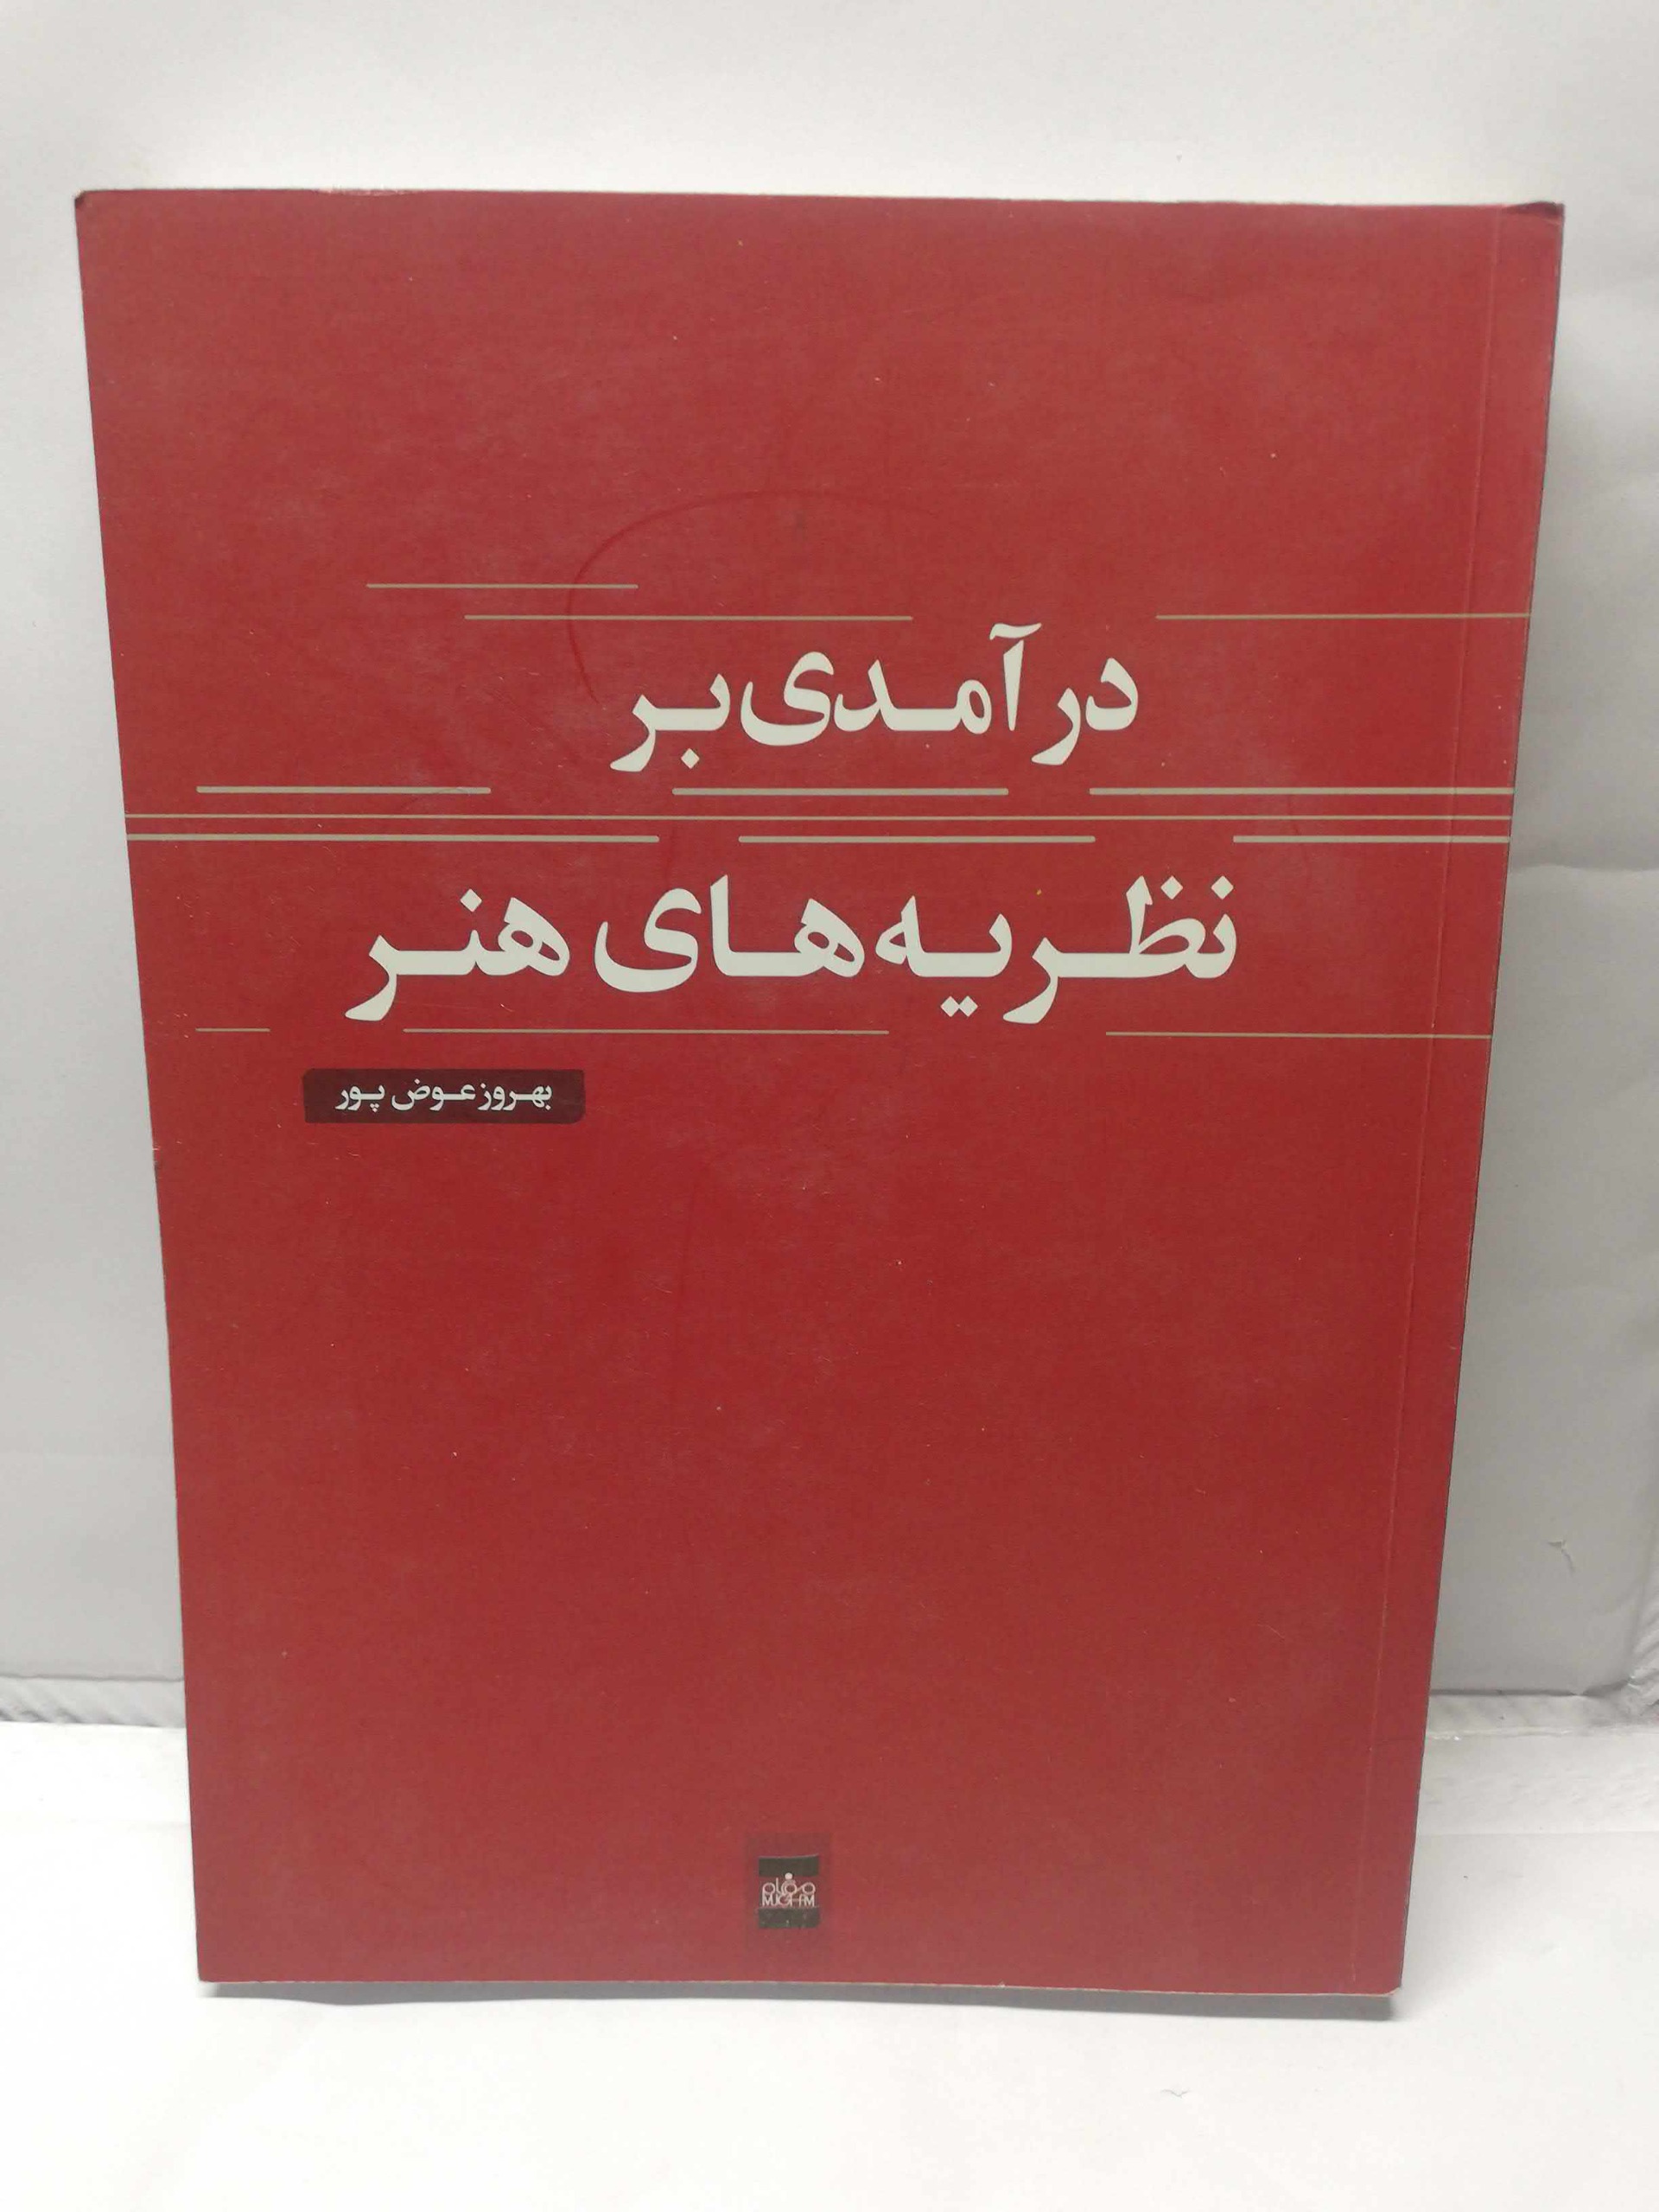 درآمدی بر
نظریه‌های هنر
بهروز عوض پور